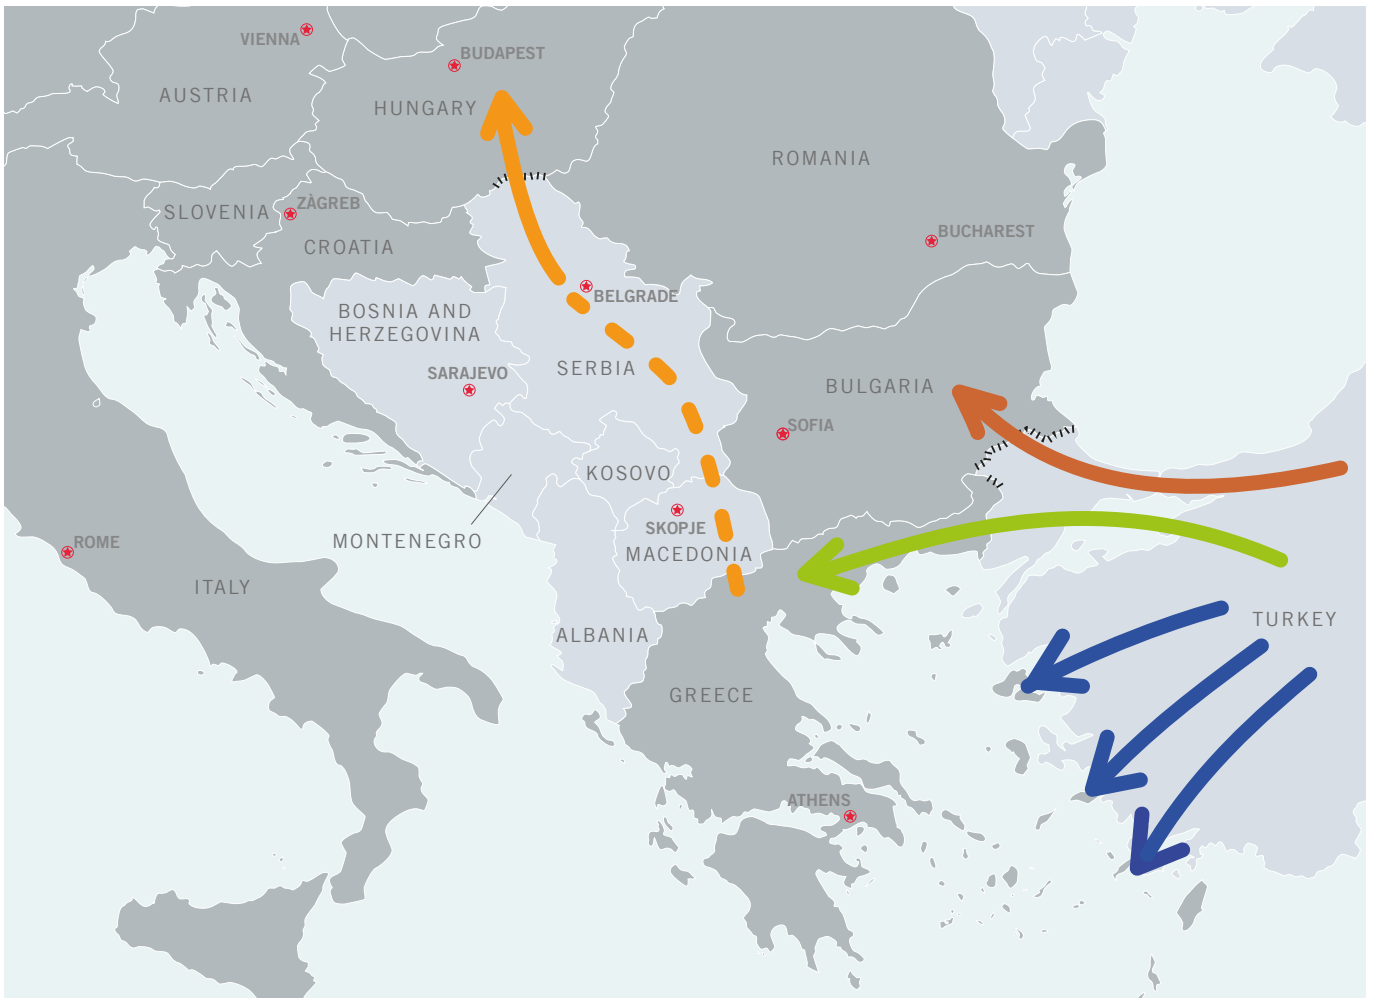 VIENNA
BUDAPEST
AUSTRIA
HUNGARY
ROMANIA
SLOVENIA
ZÀGREB
BUCHAREST
CROATIA
BELGRADE
BOSNIA AND
HERZEGOVINA
SERBIA
SARAJEVO
BULGARIA
SOFIA
KOSOVO
SKOPJE
MONTENEGRO
ROME
MACEDONIA
ITALY
TURKEY
ALBANIA
GREECE
ATHENS